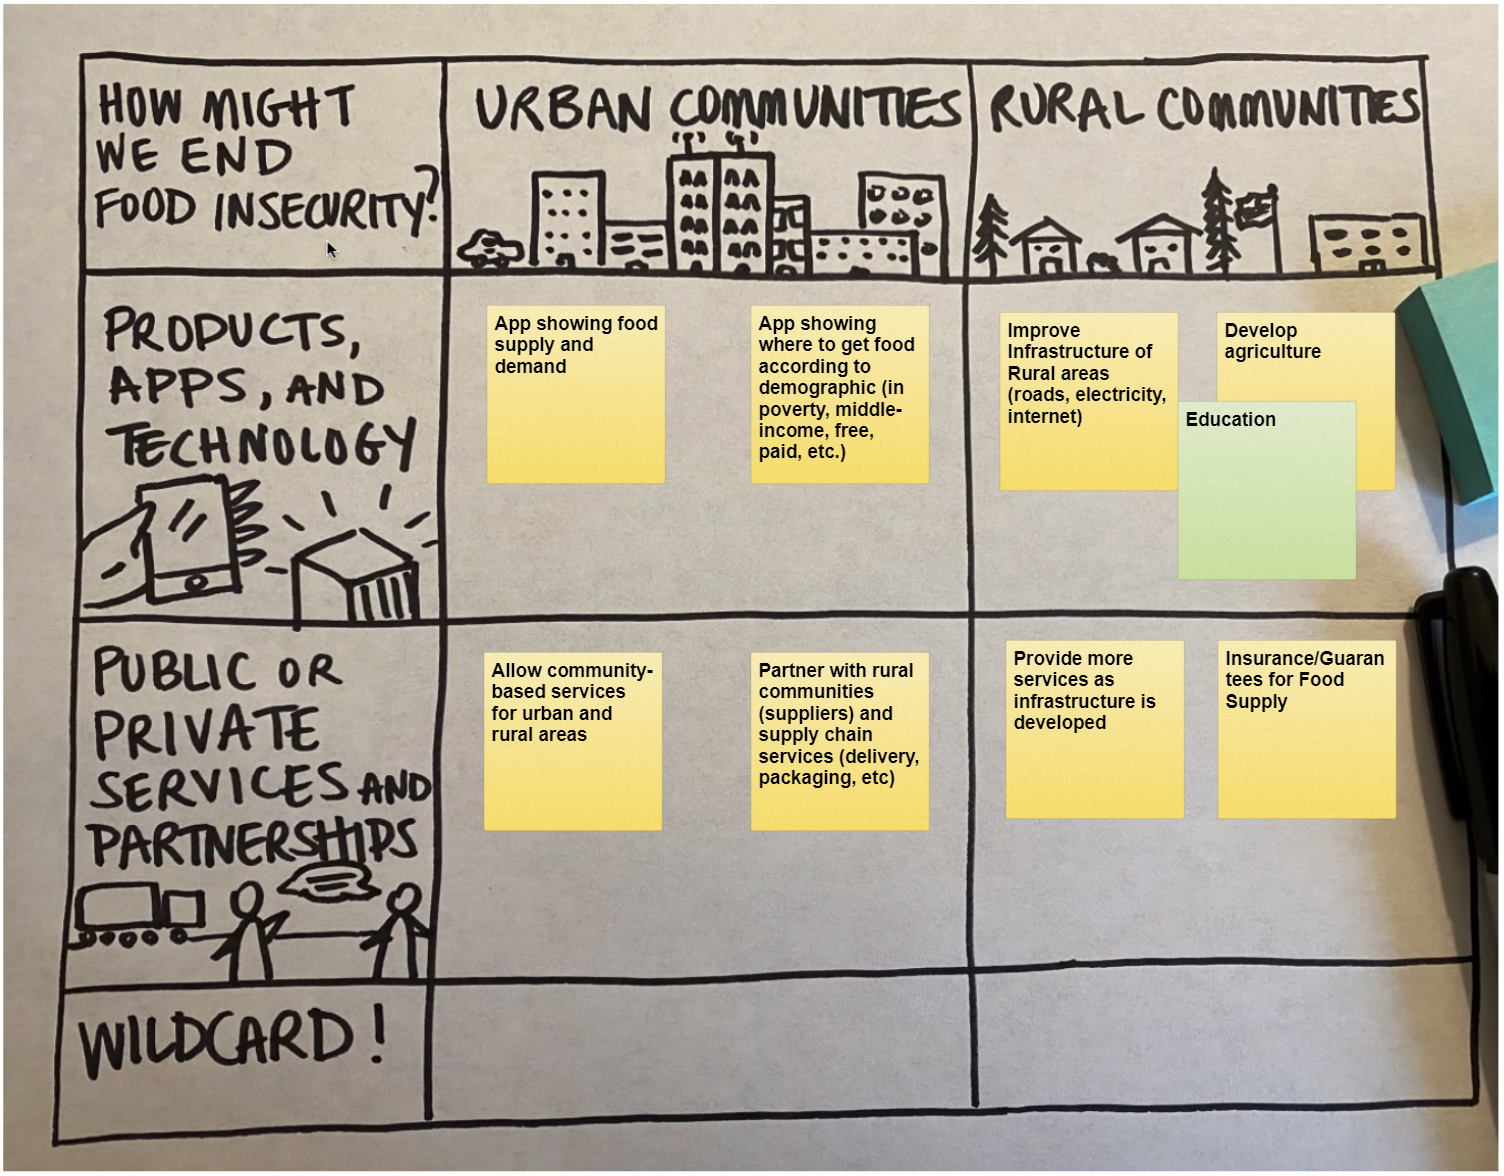 HOW MIGHT
WE END
FOOD INSECURITY?
URBAN COMMUNITIES
RURAL COMMUNITIES
PRODUCTS,
APPS, AND
TECHNOLOGY
App showing food
supply and
demand
App showing
where to get food
according to
demographic (in
poverty, middle-
income, free,
paid, etc.)
Improve
Infrastructure of
Rural areas
(roads, electricity,
internet)
Develop
agriculture
Education
PUBLIC OR
PRIVATE
SERVICES AND
PARTNERSHIPS
Allow community-
based services
for urban and
rural areas
Partner with rural
communities
(suppliers) and
supply chain
services (delivery,
packaging, etc)
Provide more
services as
infrastructure is
developed
Insurance/Guaran
tees for Food
Supply
WILDCARD!